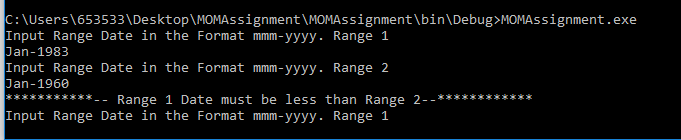 C:\Users\653533\Desktop\MOMAssignment\MOMAssignment\bin\Debug>MOMAssignment.exe
Input Range Date in the Format mmm-yyyy. Range 1
Jan-1983
Input Range Date in the Format mmm-yyyy. Range 2
Jan-1960
***********-- Range 1 Date must be less than Range 2--************
Input Range Date in the Format mmm-yyyy. Range 1